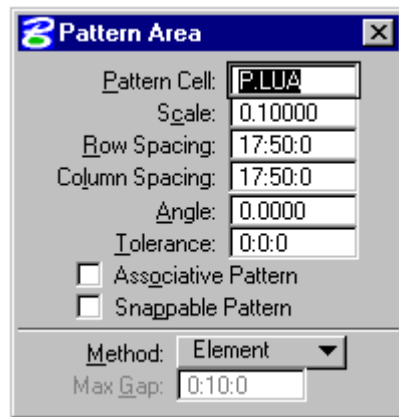 Pattern Area
Pattern Cell: P.LUA
Scale: 0.10000
Row Spacing: 17:50:0
Column Spacing: 17:50:0
Angle: 0.0000
Tolerance: 0:0:0
Associative Pattern
Snappable Pattern
Method: Element
Max Gap: 0:10:0